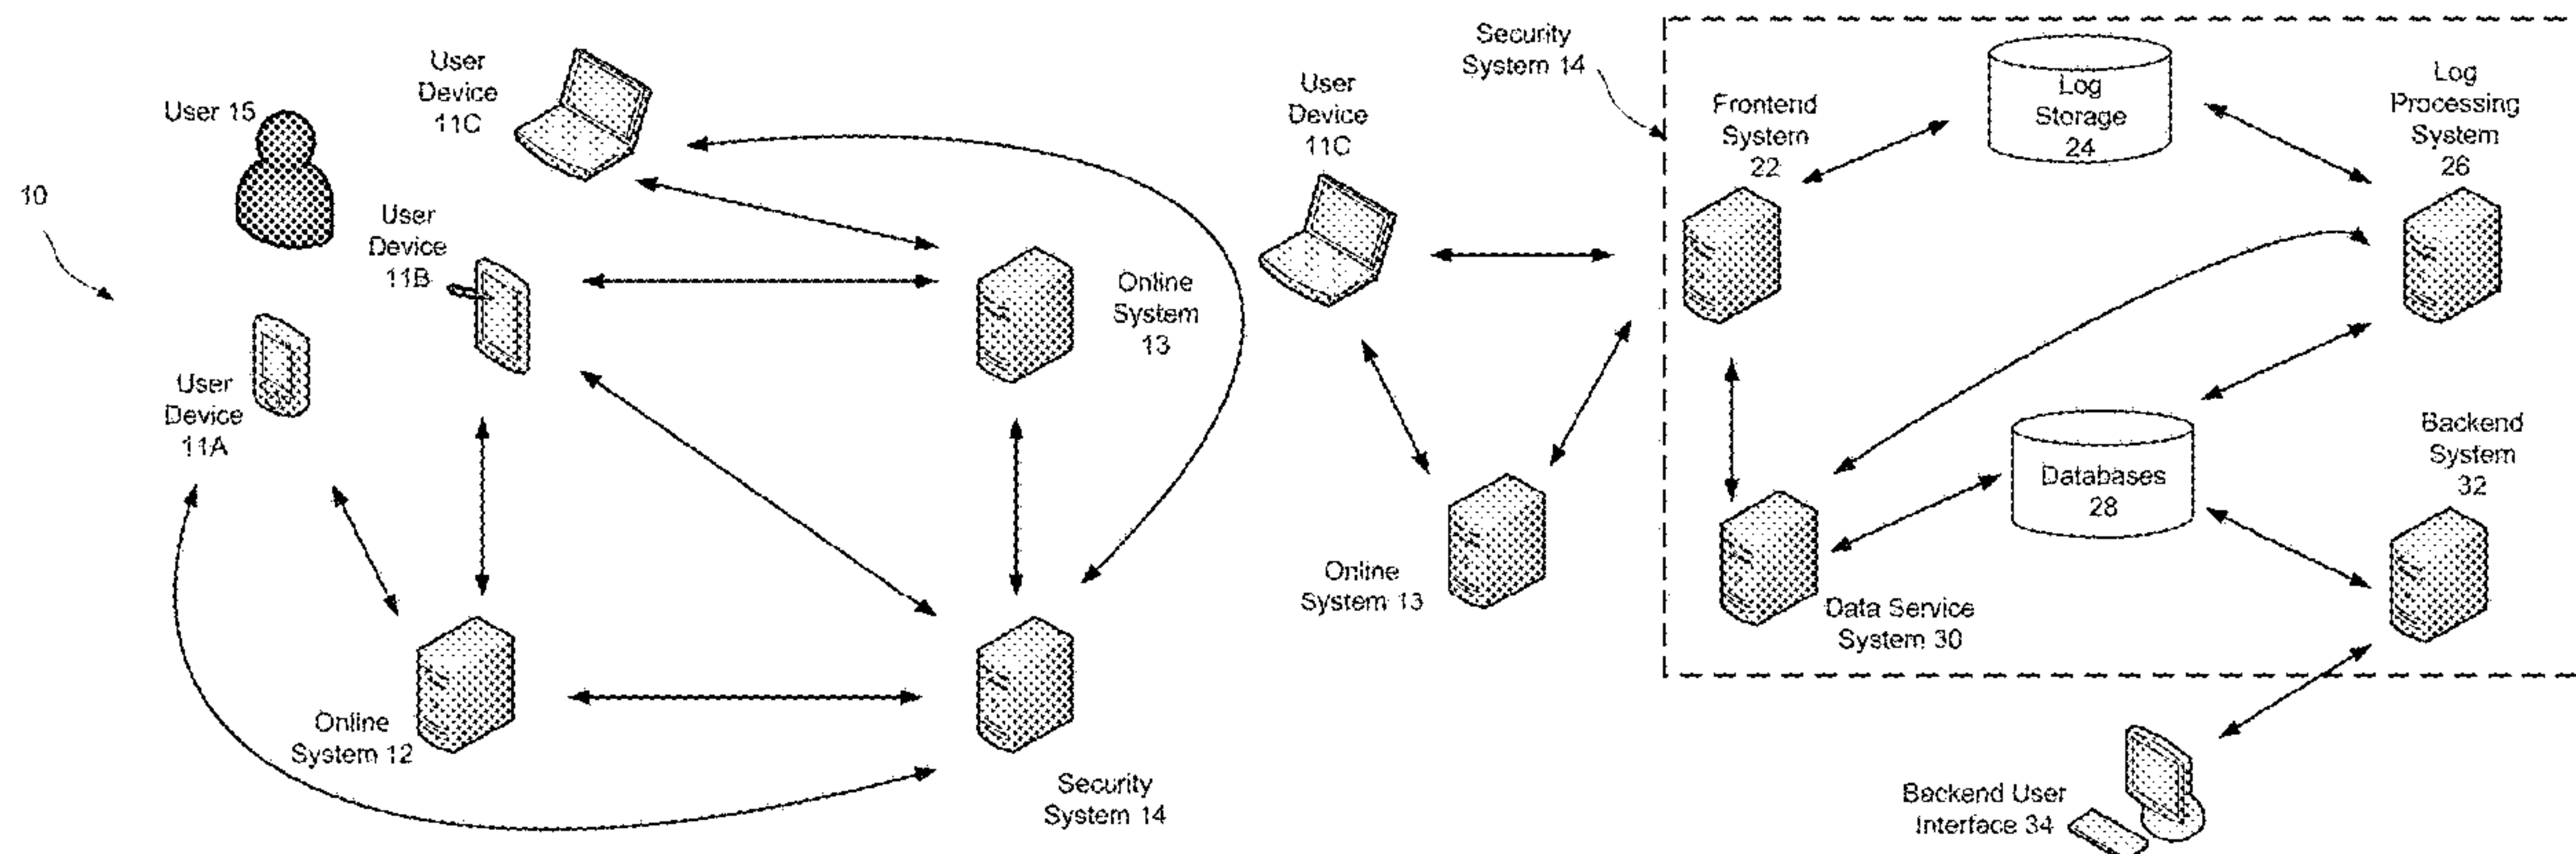 User
Device
11C
User 15
10
User
Device
11B
Online
System
13
User
Device
11A
Online
System 12
Security
System 14
User
Device
11C
Online
System 13
Security
System 14
Frontend
System
22
Log
Storage
24
Log
Processing
System
26
Databases
28
Backend
System
32
Data Service
System 30
Backend User
Interface 34